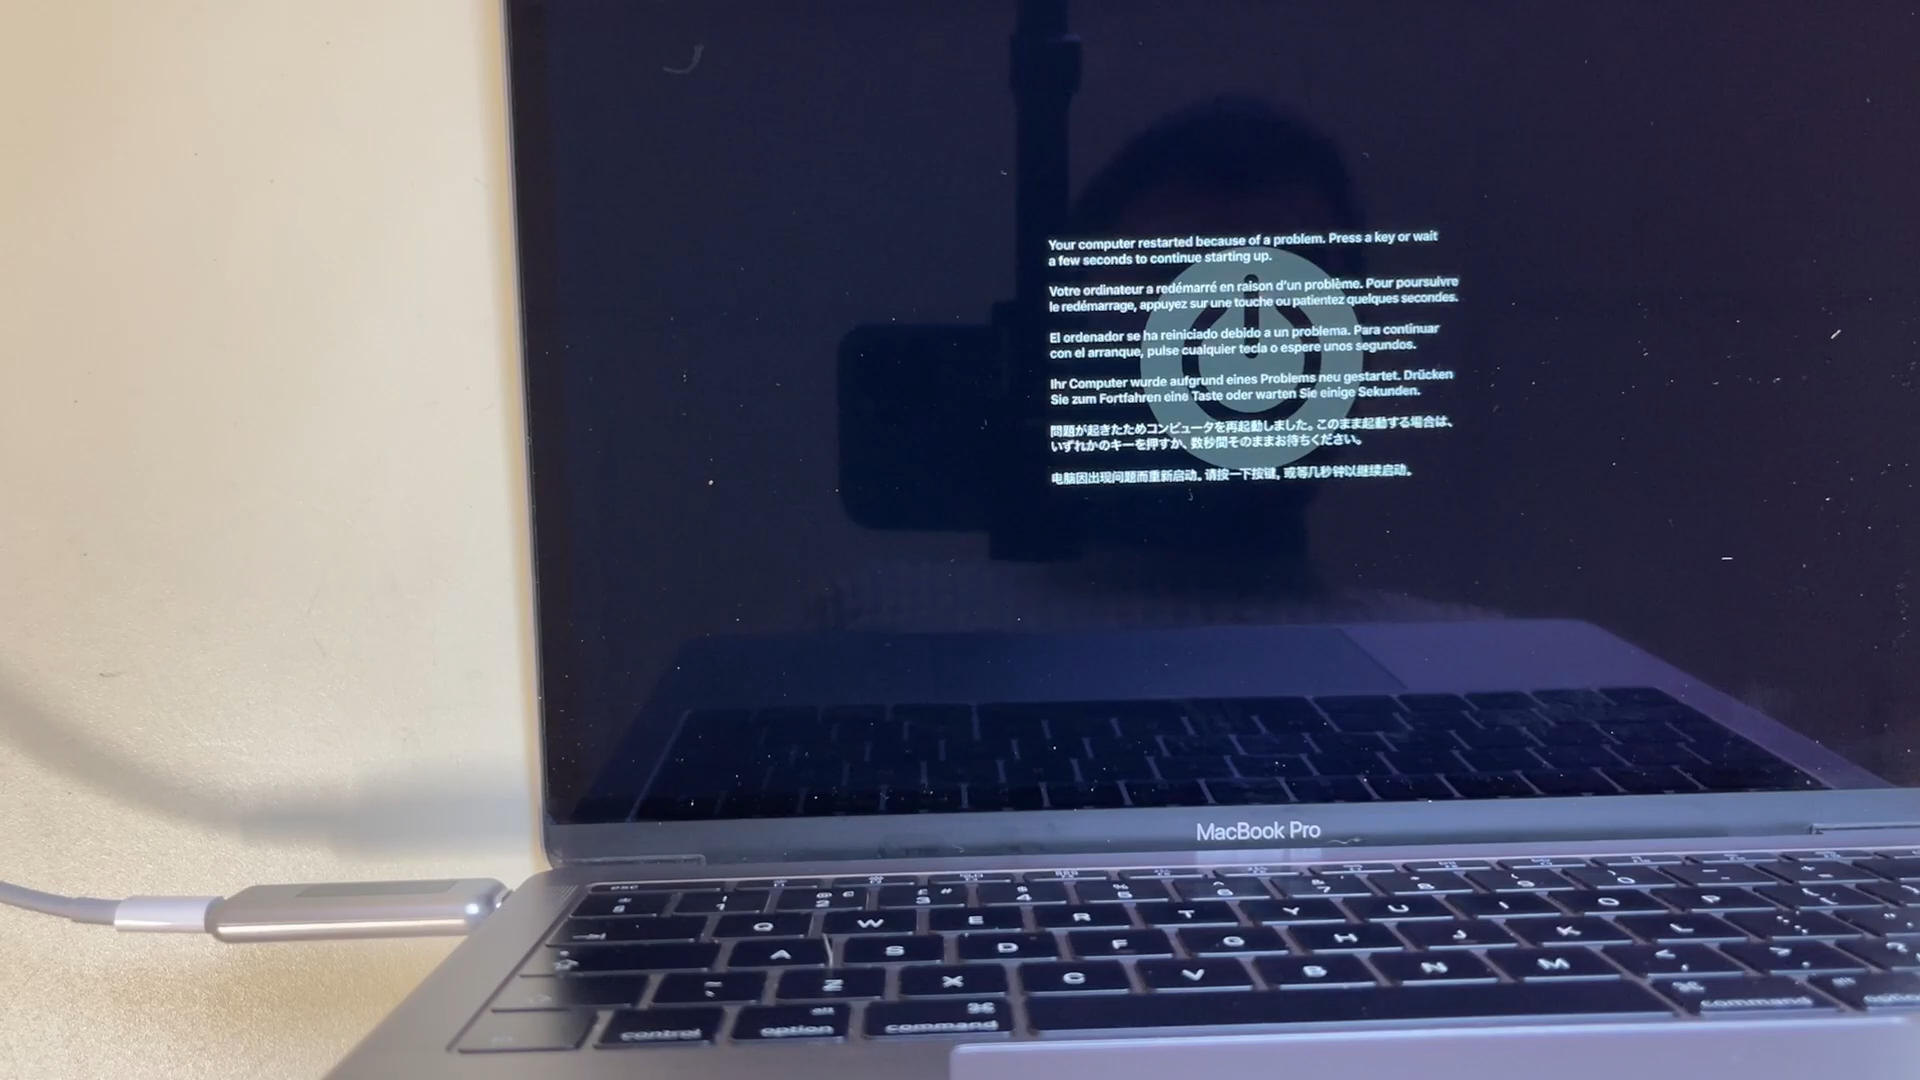 Your computer restarted because of a problem. Press a key or wait
a few seconds to continue starting up.
Votre ordinateur a redémarré en raison d'un problème. Pour poursuivre
le redémarrage, appuyez sur une touche ou patientez quelques secondes.
El ordenador se ha reiniciado debido a un problema. Para continuar
con el arranque, pulse cualquier tecla o espere unos segundos.
Ihr Computer wurde aufgrund eines Problems neu gestartet. Drücken
Sie zum Fortfahren eine Taste oder warten Sie einige Sekunden.
問題が起きたためコンピュータを再起動しました。このまま起動する場合は、
いずれかのキーを押すか、数秒間そのままお待ちください。
电脑因出现问题而重新启动。请按一下按键，或等几秒钟以继续启动。
MacBook Pro
esc
1 2 € 3 # £ $ 4 % 5 ^ 6 7
Q W E R T Y U I O P
A S D F G H J K L
Z X C V B N M
control alt option ⌘ command ⌘ command